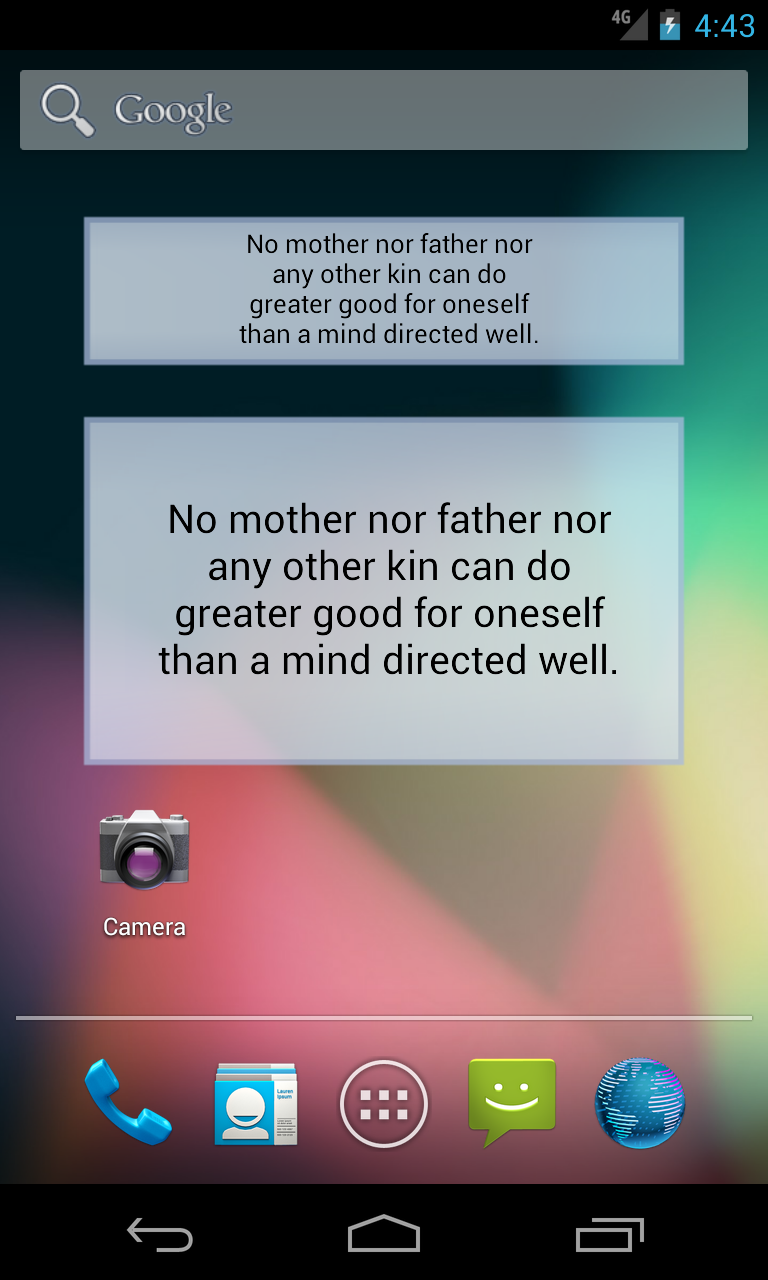 4G
4:43
Google
No mother nor father nor
any other kin can do
greater good for oneself
than a mind directed well.
No mother nor father nor
any other kin can do
greater good for oneself
than a mind directed well.
Camera
Lauren
Ipsum